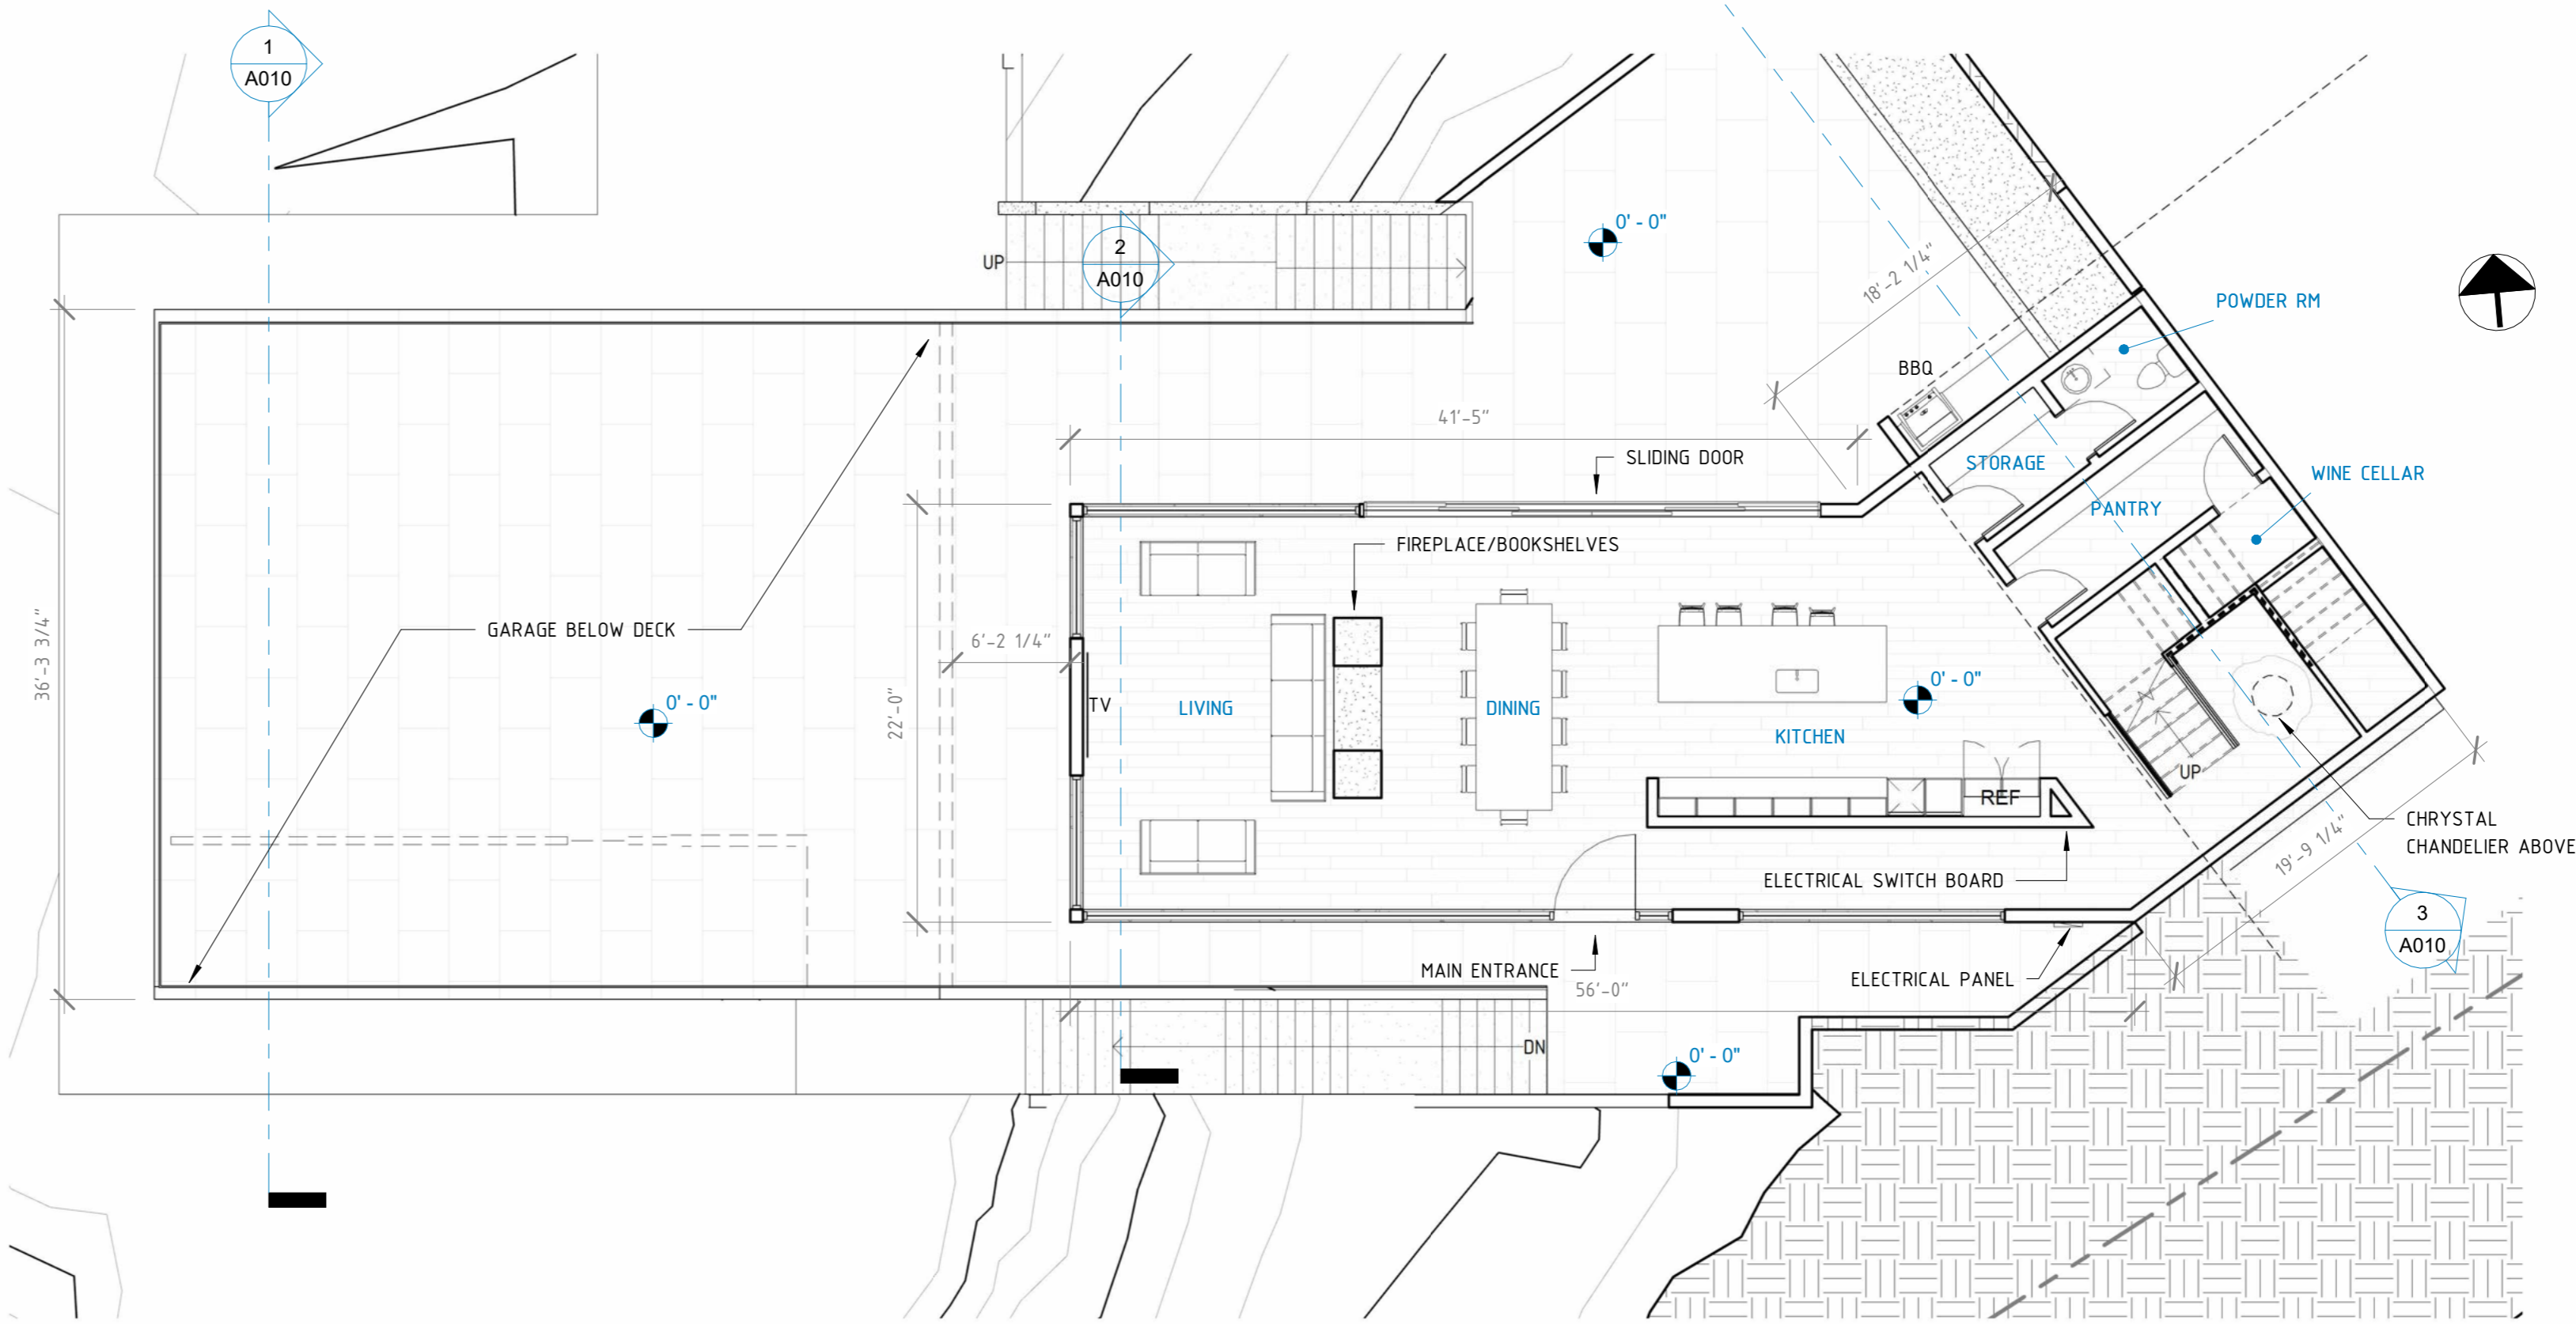 1
A010
2
A010
UP
0' - 0"
18'-2 1/4"
POWDER RM
BBQ
41'-5"
SLIDING DOOR
STORAGE
WINE CELLAR
PANTRY
FIREPLACE/BOOKSHELVES
GARAGE BELOW DECK
36'-3 3/4"
6'-2 1/4"
22'-0"
0' - 0"
TV
LIVING
DINING
KITCHEN
0' - 0"
UP
REF
CHRYSTAL
CHANDELIER ABOVE
19'-9 1/4"
ELECTRICAL SWITCH BOARD
3
A010
MAIN ENTRANCE
56'-0"
ELECTRICAL PANEL
DN
0' - 0"